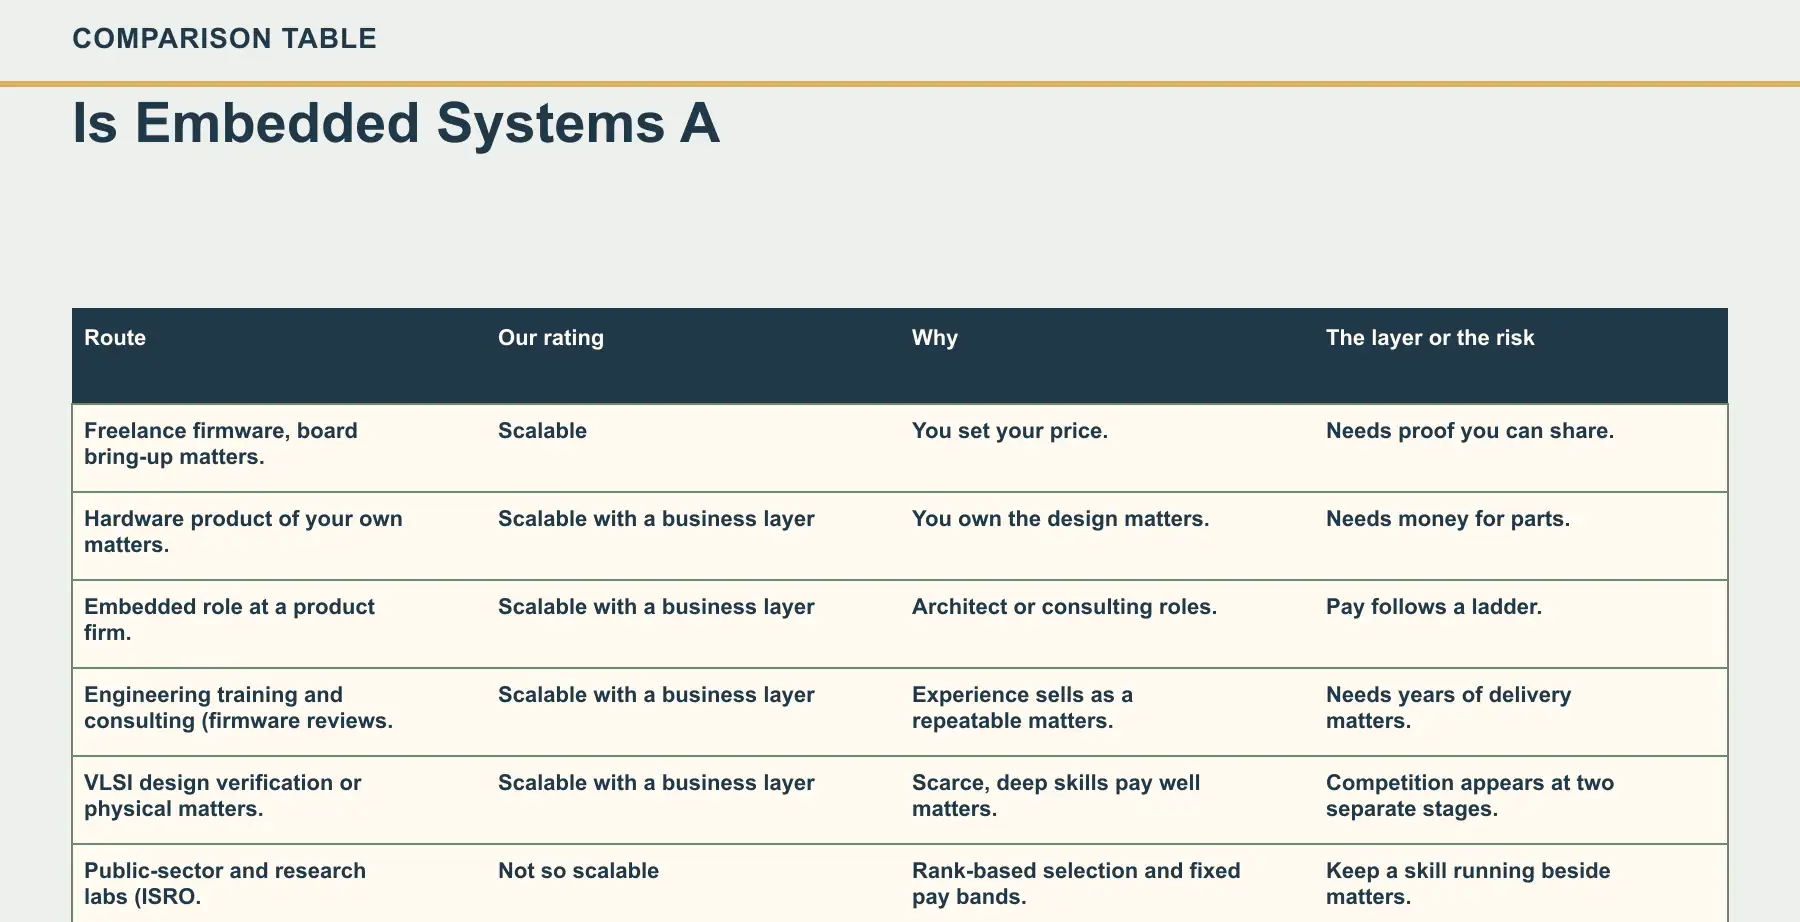 COMPARISON TABLE
Is Embedded Systems A
Route
Our rating
Why
The layer or the risk
Freelance firmware, board
bring-up matters.
Scalable
You set your price.
Needs proof you can share.
Hardware product of your own
matters.
Scalable with a business layer
You own the design matters.
Needs money for parts.
Embedded role at a product
firm.
Scalable with a business layer
Architect or consulting roles.
Pay follows a ladder.
Engineering training and
consulting (firmware reviews.
Scalable with a business layer
Experience sells as a
repeatable matters.
Needs years of delivery
matters.
VLSI design verification or
physical matters.
Scalable with a business layer
Scarce, deep skills pay well
matters.
Competition appears at two
separate stages.
Public-sector and research
labs (ISRO.
Not so scalable
Rank-based selection and fixed
pay bands.
Keep a skill running beside
matters.